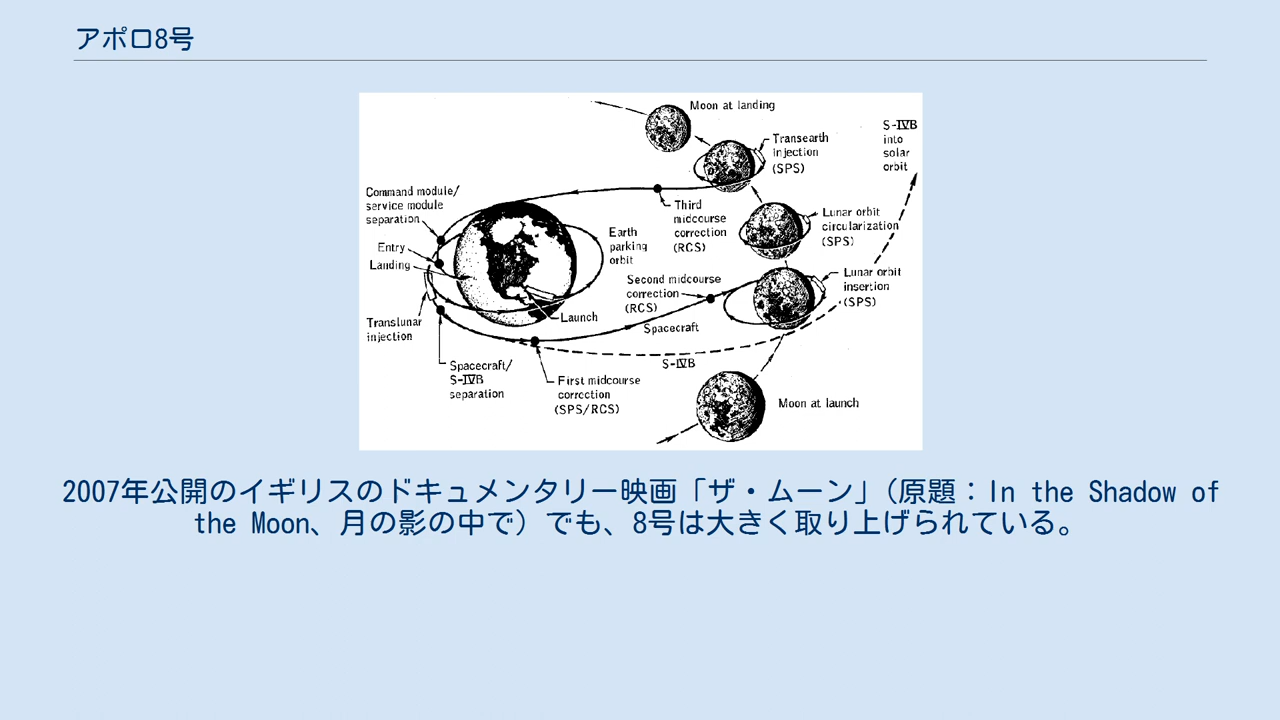 アポロ8号
Moon at landing
S-IVB
into
solar
orbit
Transearth
injection
(SPS)
Command module/
service module
separation
Third
midcourse
correction
(RCS)
Lunar orbit
circularization
(SPS)
Earth
parking
orbit
Entry
Landing
Second midcourse
correction
(RCS)
Lunar orbit
insertion
(SPS)
Launch
Spacecraft
Translunar
injection
S-IVB
Spacecraft/
S-IVB
separation
First midcourse
correction
(SPS/RCS)
Moon at launch
2007年公開のイギリスのドキュメンタリー映画「ザ・ムーン」（原題：In the Shadow of
the Moon、月の影の中で）でも、8号は大きく取り上げられている。